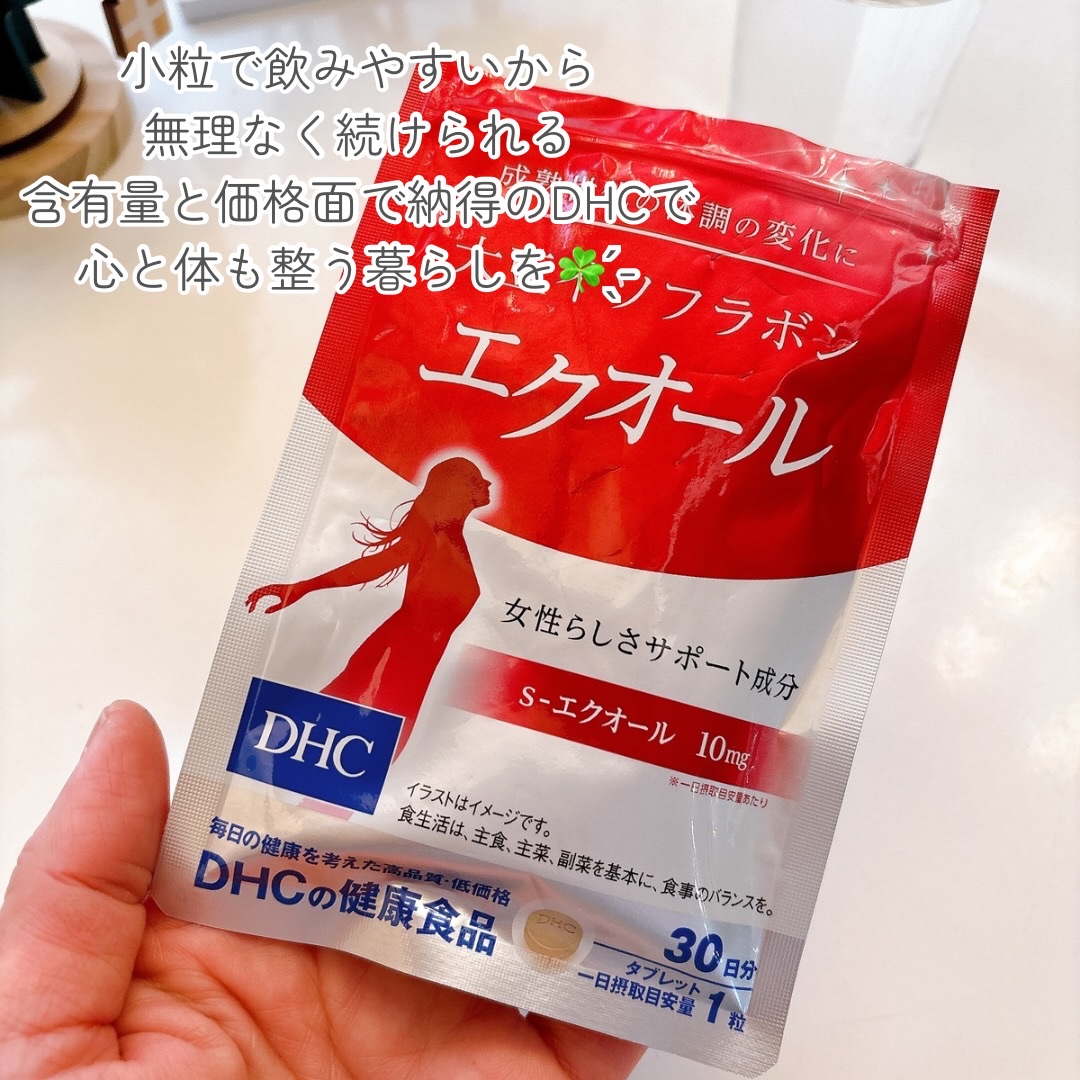 小粒で飲みやすいから
無理なく続けられる
含有量と価格面で納得のDHCで
心と体も整う暮らしを☘️
調の変化に
フラボン
エクオール
女性らしさサポート成分
S-エクオール 10mg
※一日摂取目安量あたり
DHC
イラストはイメージです。
食生活は、主食、主菜、副菜を基本に、食事のバランスを。
毎日の健康を考えた高品質・低価格
DHCの健康食品
DHC
30日分
タブレット
一日摂取目安量 1粒